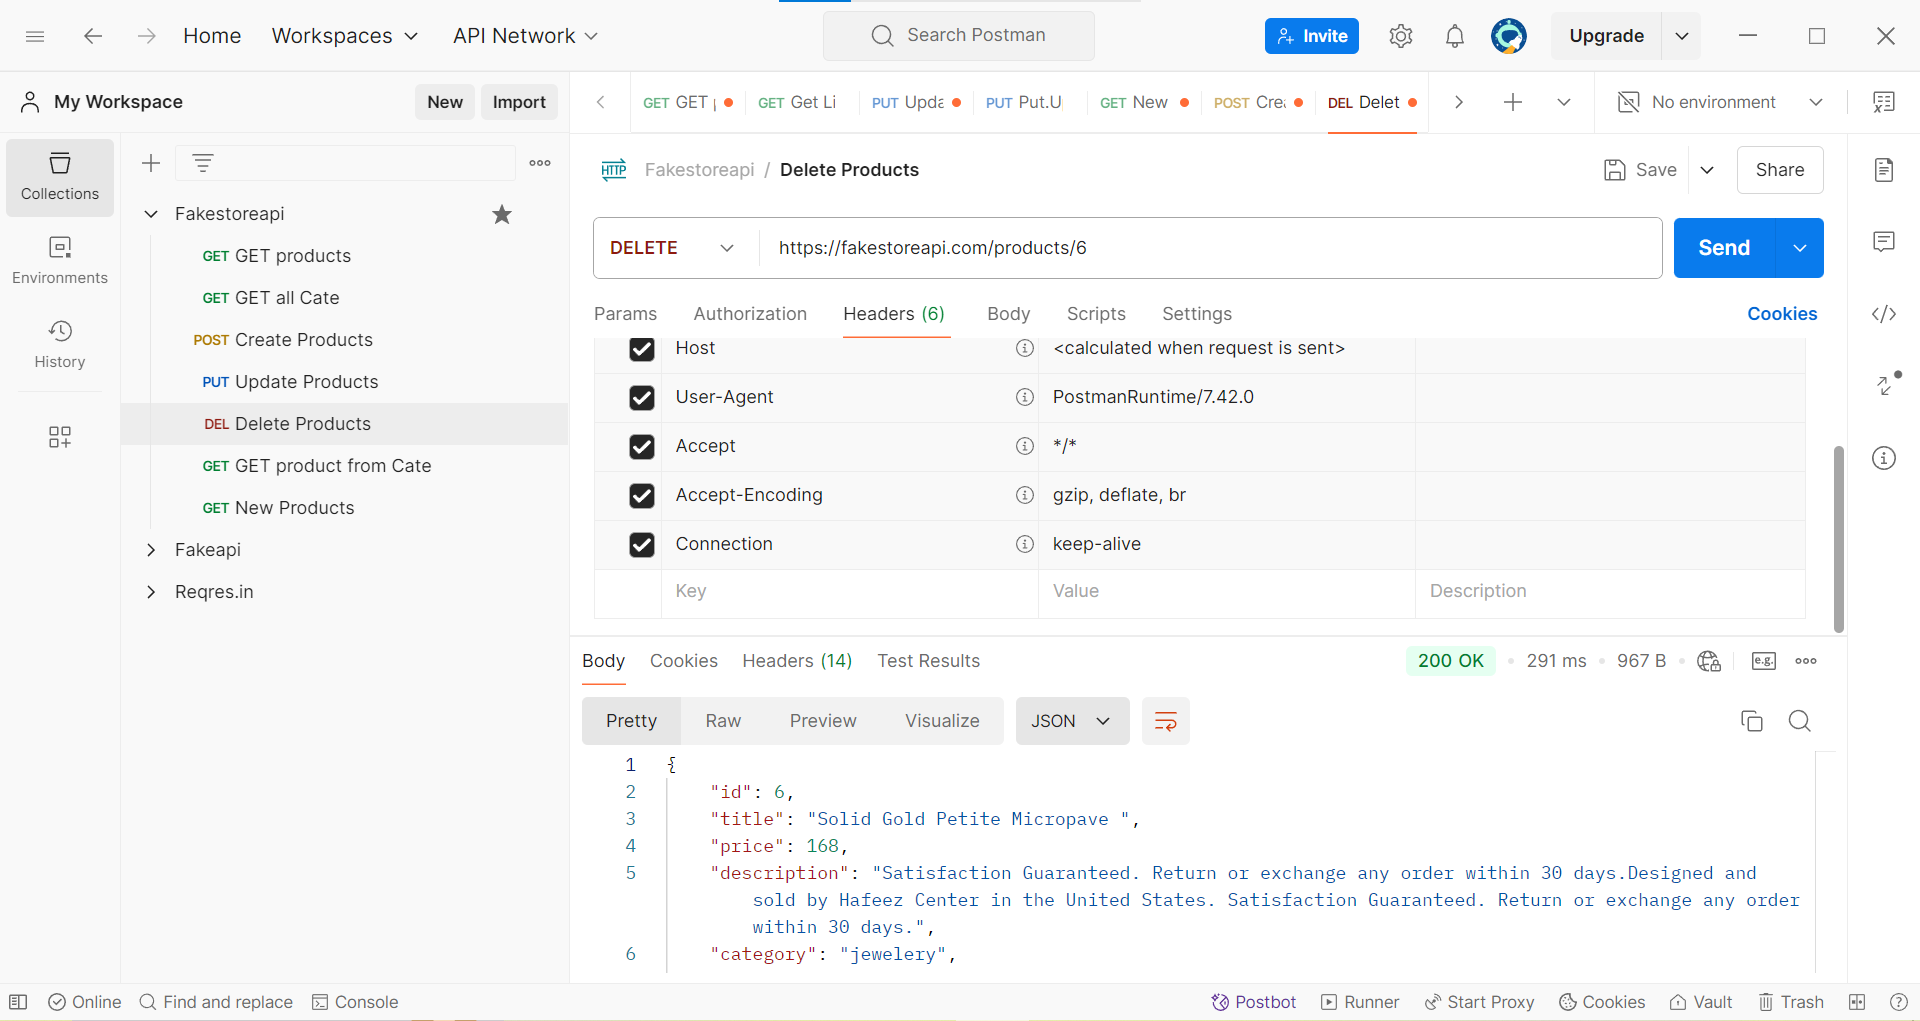 Home Workspaces API Network Search Postman Invite Upgrade
My Workspace New Import
GET GET GET Get Li PUT Upda PUT Put.U GET New POST Cre DEL Delet No environment
Collections
Environments
History
Fakestoreapi
GET GET products
GET GET all Cate
POST Create Products
PUT Update Products
DEL Delete Products
GET GET product from Cate
GET New Products
Fakeapi
Reqres.in
HTTP Fakestoreapi / Delete Products Save Share
DELETE https://fakestoreapi.com/products/6 Send
Params Authorization Headers (6) Body Scripts Settings Cookies
Host <calculated when request is sent>
User-Agent PostmanRuntime/7.42.0
Accept */*
Accept-Encoding gzip, deflate, br
Connection keep-alive
Key Value Description
Body Cookies Headers (14) Test Results 200 OK 291 ms 967 B e.g.
Pretty Raw Preview Visualize JSON
1 {
2 "id": 6,
3 "title": "Solid Gold Petite Micropave ",
4 "price": 168,
5 "description": "Satisfaction Guaranteed. Return or exchange any order within 30 days.Designed and
sold by Hafeez Center in the United States. Satisfaction Guaranteed. Return or exchange any order
within 30 days.",
6 "category": "jewelery",
Online Find and replace Console Postbot Runner Start Proxy Cookies Vault Trash